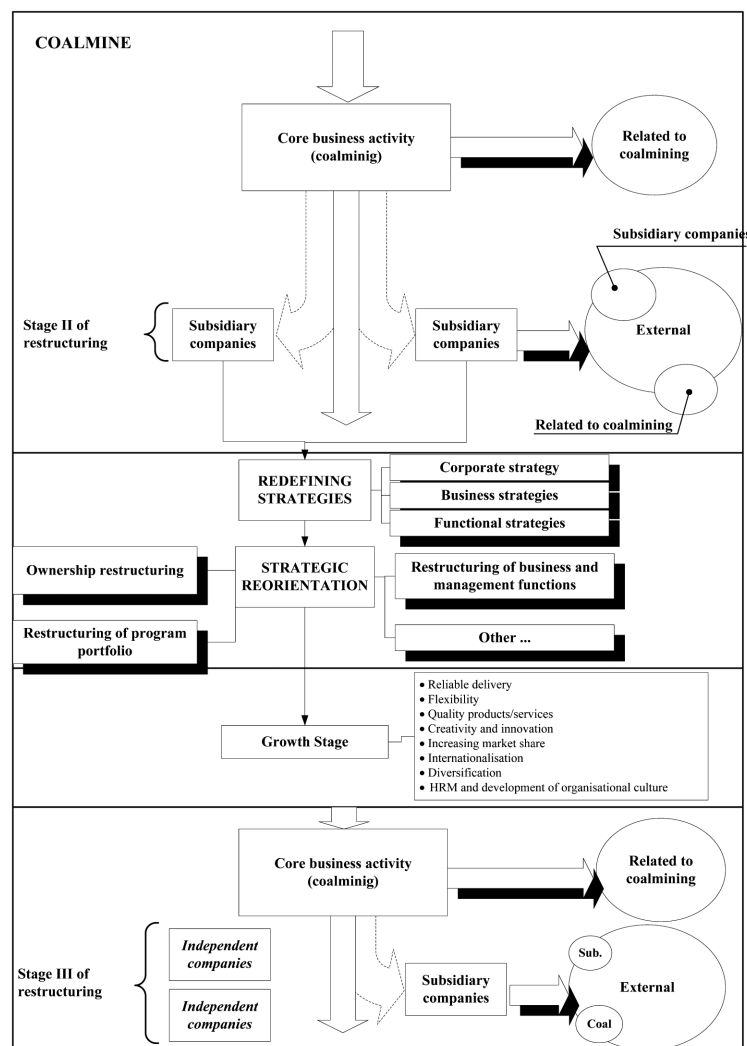 COALMINE
Core business activity
(coalminig)
Related to
coalmining
Subsidiary companies
Stage II of
restructuring
Subsidiary
companies
Subsidiary
companies
External
Related to coalmining
REDEFINING
STRATEGIES
Corporate strategy
Business strategies
Functional strategies
Ownership restructuring
STRATEGIC
REORIENTATION
Restructuring of business and
management functions
Restructuring of program
portfolio
Other ...
Growth Stage
• Reliable delivery
• Flexibility
• Quality products/services
• Creativity and innovation
• Increasing market share
• Internationalisation
• Diversification
• HRM and development of organisational culture
Core business activity
(coalminig)
Related to
coalmining
Stage III of
restructuring
Independent
companies
Independent
companies
Subsidiary
companies
Sub.
External
Coal